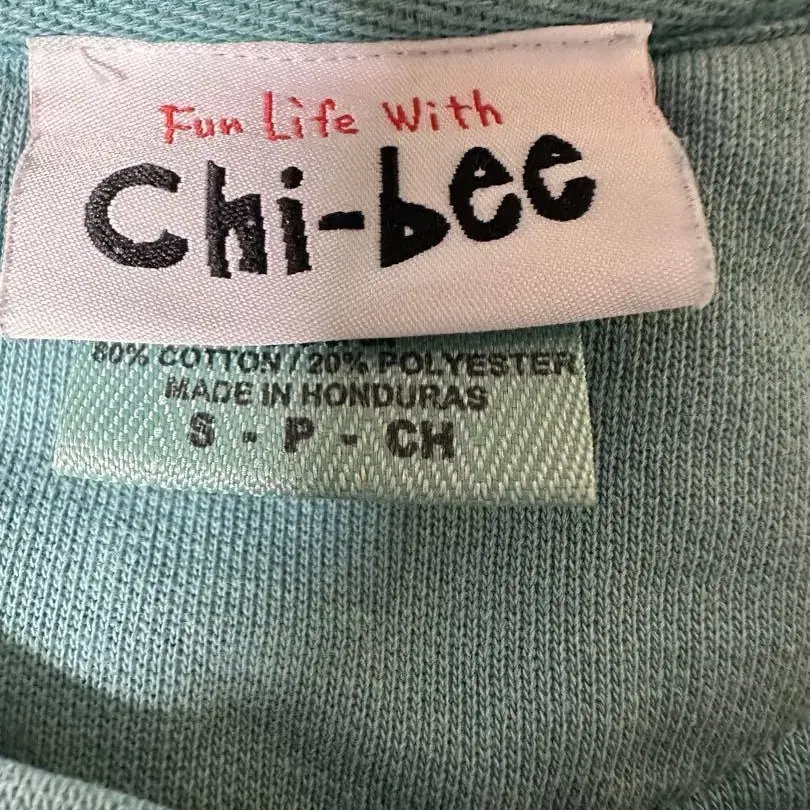 Fun Life With
Chi-bee
80% COTTON / 20% POLYESTER
MADE IN HONDURAS
S - P - CH